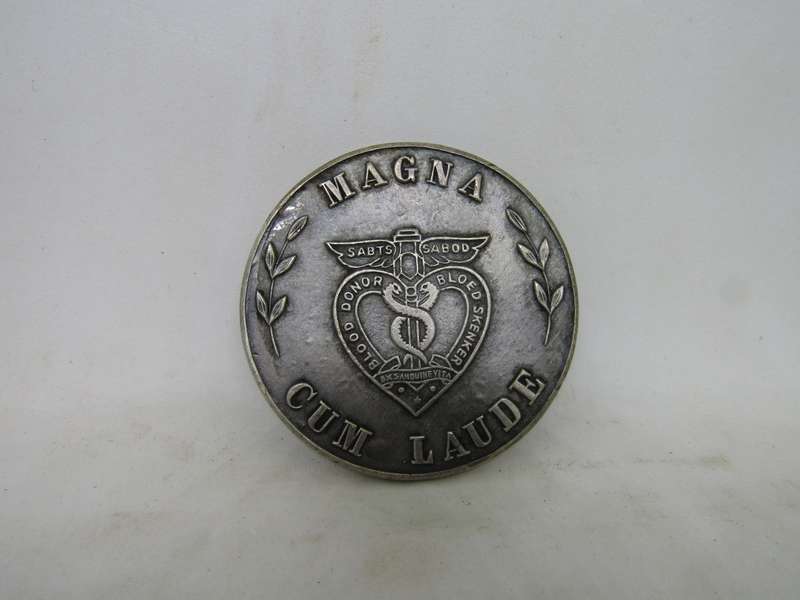 MAGNA
SABTS SABOD
BLOOD DONOR BLOED SKENKER
EX SANGUINE VITA
CUM LAUDE